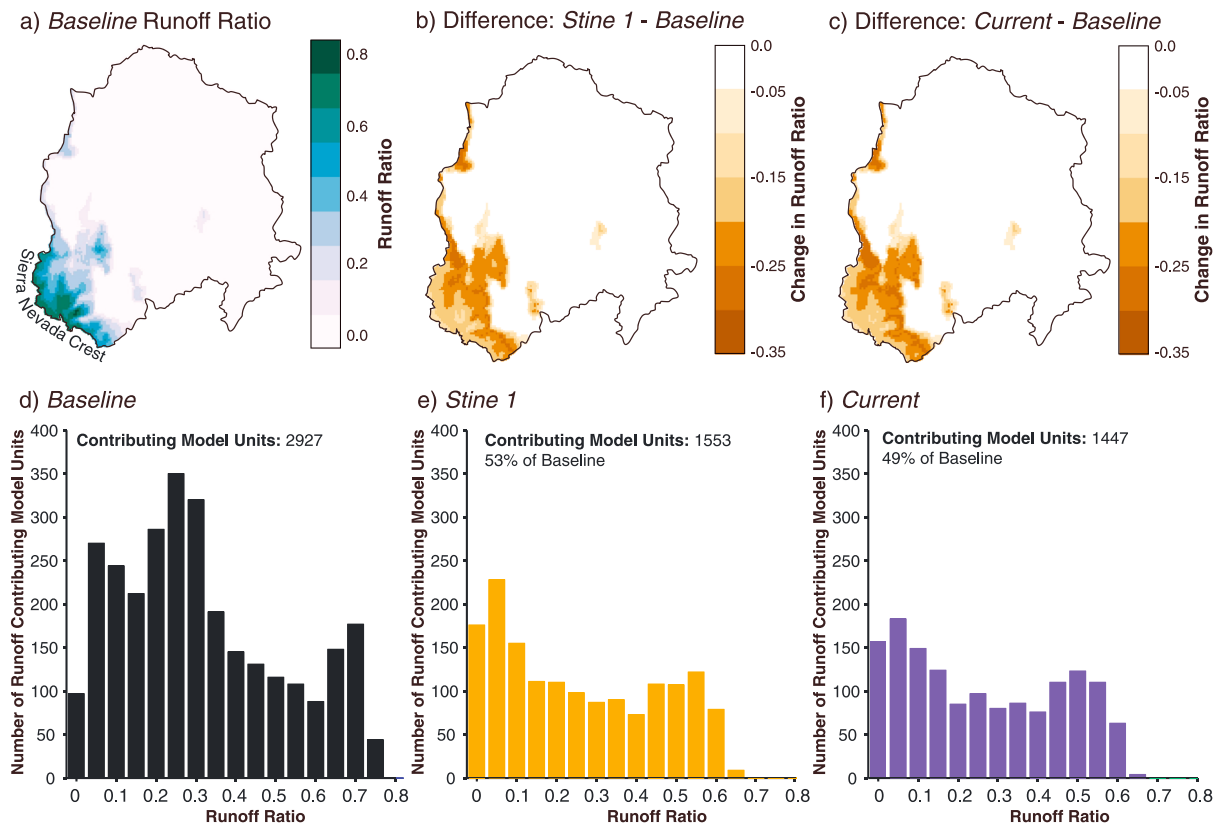 a) Baseline Runoff Ratio
0.8
0.6
0.4
0.2
0.0
Runoff Ratio
Sierra Nevada Crest
b) Difference: Stine 1 - Baseline
0.0
-0.05
-0.15
-0.25
-0.35
Change in Runoff Ratio
c) Difference: Current - Baseline
0.0
-0.05
-0.15
-0.25
-0.35
Change in Runoff Ratio
d) Baseline
Contributing Model Units: 2927
Number of Runoff Contributing Model Units
400
350
300
250
200
150
100
50
0
0 0.1 0.2 0.3 0.4 0.5 0.6 0.7 0.8
Runoff Ratio
e) Stine 1
Contributing Model Units: 1553
53% of Baseline
Number of Runoff Contributing Model Units
400
350
300
250
200
150
100
50
0
0 0.1 0.2 0.3 0.4 0.5 0.6 0.7 0.8
Runoff Ratio
f) Current
Contributing Model Units: 1447
49% of Baseline
Number of Runoff Contributing Model Units
400
350
300
250
200
150
100
50
0
0 0.1 0.2 0.3 0.4 0.5 0.6 0.7 0.8
Runoff Ratio